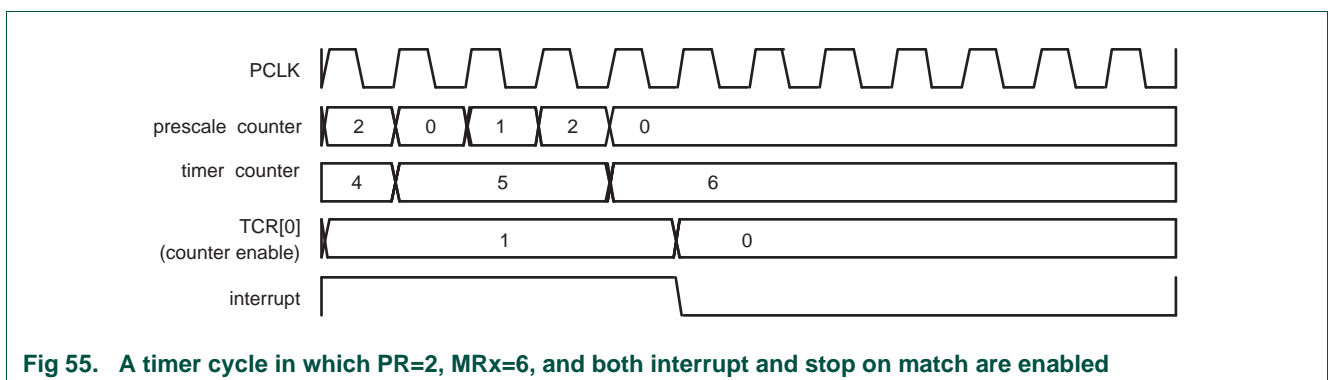 PCLK
prescale counter
2 0 1 2 0
timer counter
4 5 6
TCR[0]
(counter enable)
1 0
interrupt
Fig 55. A timer cycle in which PR=2, MRx=6, and both interrupt and stop on match are enabled